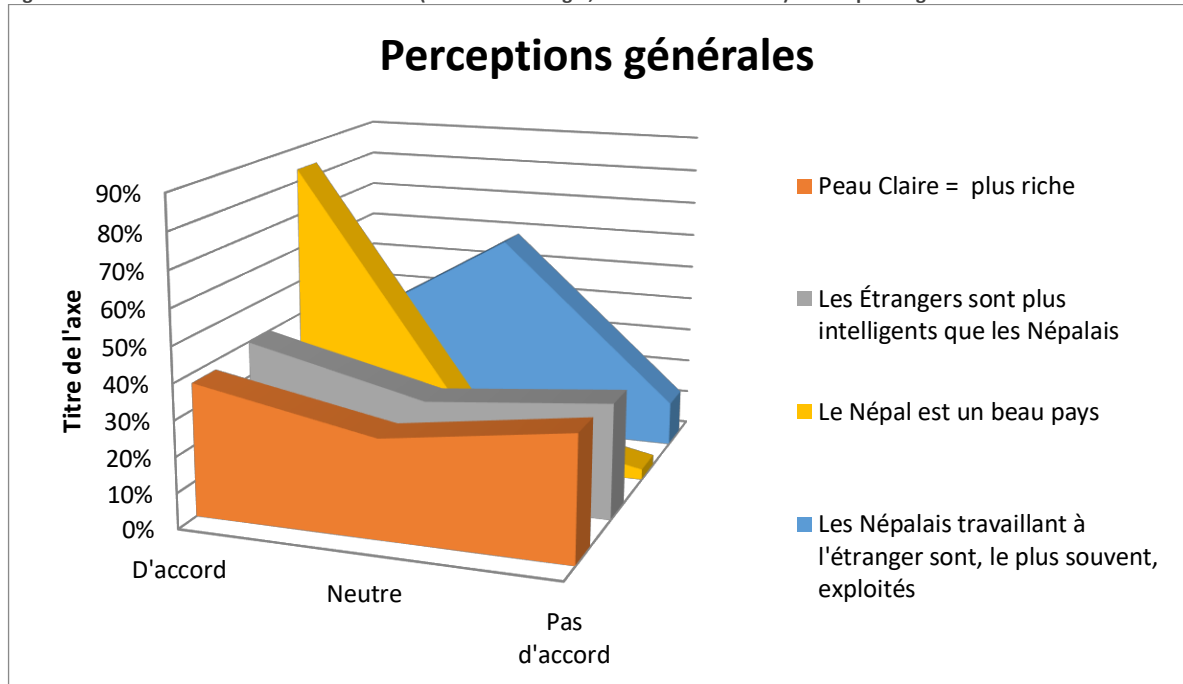 Perceptions générales
90%
80%
70%
60%
50%
40%
30%
20%
10%
0%
Titre de l'axe
D'accord
Neutre
Pas
d'accord
Peau Claire =  plus riche
Les Étrangers sont plus
intelligents que les Népalais
Le Népal est un beau pays
Les Népalais travaillant à
l'étranger sont, le plus souvent,
exploités